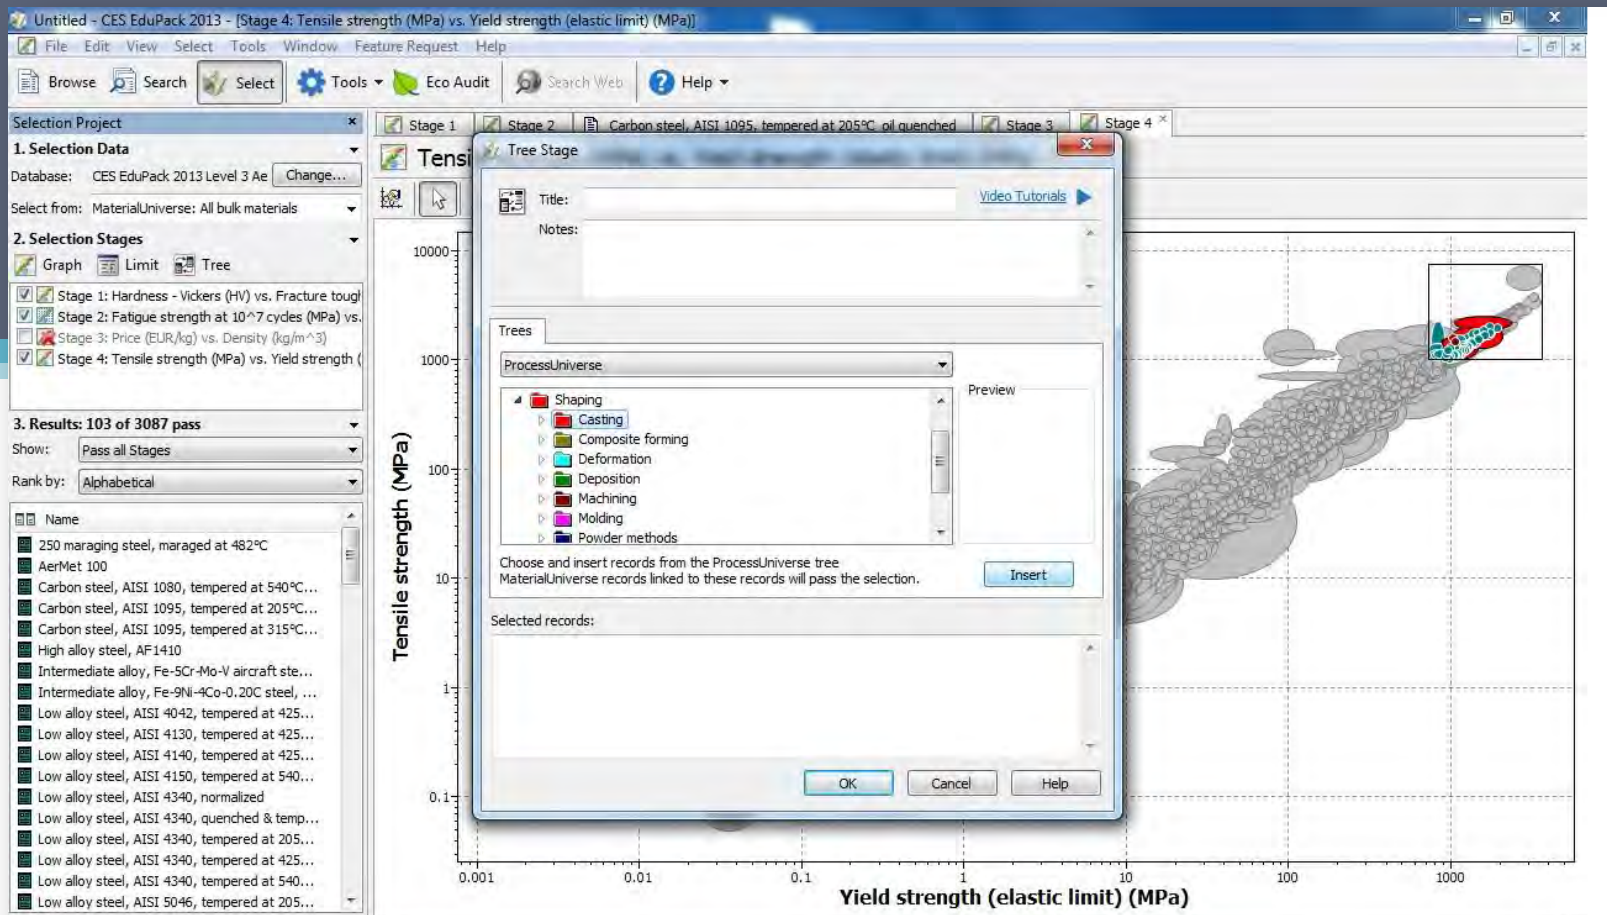 Untitled - CES EduPack 2013 - [Stage 4: Tensile strength (MPa) vs. Yield strength (elastic limit) (MPa)]
File Edit View Select Tools Window Feature Request Help
Browse Search Select Tools Eco Audit Search Web Help
Selection Project
1. Selection Data
Database: CES EduPack 2013 Level 3 Ae Change...
Select from: MaterialUniverse: All bulk materials
2. Selection Stages
Graph Limit Tree
Stage 1: Hardness - Vickers (HV) vs. Fracture tough
Stage 2: Fatigue strength at 10^7 cycles (MPa) vs.
Stage 3: Price (EUR/kg) vs. Density (kg/m^3)
Stage 4: Tensile strength (MPa) vs. Yield strength (
3. Results: 103 of 3087 pass
Show: Pass all Stages
Rank by: Alphabetical
Name
250 maraging steel, maraged at 482°C
AerMet 100
Carbon steel, AISI 1080, tempered at 540°C...
Carbon steel, AISI 1095, tempered at 205°C...
Carbon steel, AISI 1095, tempered at 315°C...
High alloy steel, AF1410
Intermediate alloy, Fe-5Cr-Mo-V aircraft ste...
Intermediate alloy, Fe-9Ni-4Co-0.20C steel, ...
Low alloy steel, AISI 4042, tempered at 425...
Low alloy steel, AISI 4130, tempered at 425...
Low alloy steel, AISI 4140, tempered at 425...
Low alloy steel, AISI 4150, tempered at 540...
Low alloy steel, AISI 4340, normalized
Low alloy steel, AISI 4340, quenched & temp...
Low alloy steel, AISI 4340, tempered at 205...
Low alloy steel, AISI 4340, tempered at 425...
Low alloy steel, AISI 4340, tempered at 540...
Low alloy steel, AISI 5046, tempered at 205...
Stage 1 Stage 2 Carbon steel, AISI 1095, tempered at 205°C oil quenched Stage 3 Stage 4
Tensi
Tree Stage
Title: Video Tutorials
Notes:
Trees
ProcessUniverse
Shaping
Casting
Composite forming
Deformation
Deposition
Machining
Molding
Powder methods
Preview
Choose and insert records from the ProcessUniverse tree
MaterialUniverse records linked to these records will pass the selection.
Insert
Selected records:
OK Cancel Help
Tensile strength (MPa)
10000
1000
100
10
1
0.1
0.001 0.01 0.1 1 10 100 1000
Yield strength (elastic limit) (MPa)